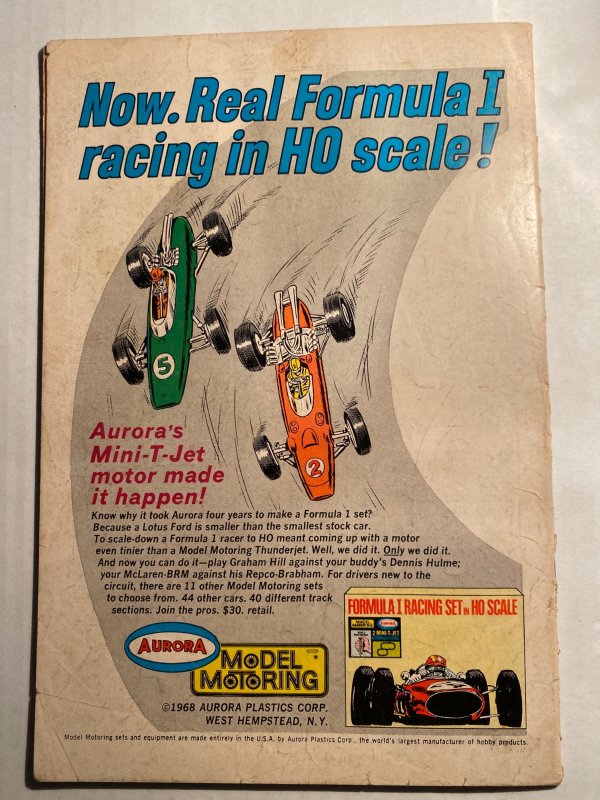 Now. Real Formula I
racing in HO scale!
5
2
Aurora's
Mini-T-Jet
motor made
it happen!
Know why it took Aurora four years to make a Formula 1 set?
Because a Lotus Ford is smaller than the smallest stock car.
To scale-down a Formula 1 racer to HO meant coming up with a motor
even tinier than a Model Motoring Thunderjet. Well, we did it. Only we did it.
And now you can do it—play Graham Hill against your buddy's Dennis Hulme;
your McLaren-BRM against his Repco-Brabham. For drivers new to the
circuit, there are 11 other Model Motoring sets
to choose from. 44 other cars. 40 different track
sections. Join the pros. $30. retail.
FORMULA I RACING SET IN HO SCALE
2 MINI-T-JET
AURORA
MODEL
MOTORING
©1968 AURORA PLASTICS CORP.
WEST HEMPSTEAD, N.Y.
Model Motoring sets and equipment are made entirely in the U.S.A. by Aurora Plastics Corp., the world's largest manufacturer of hobby products.